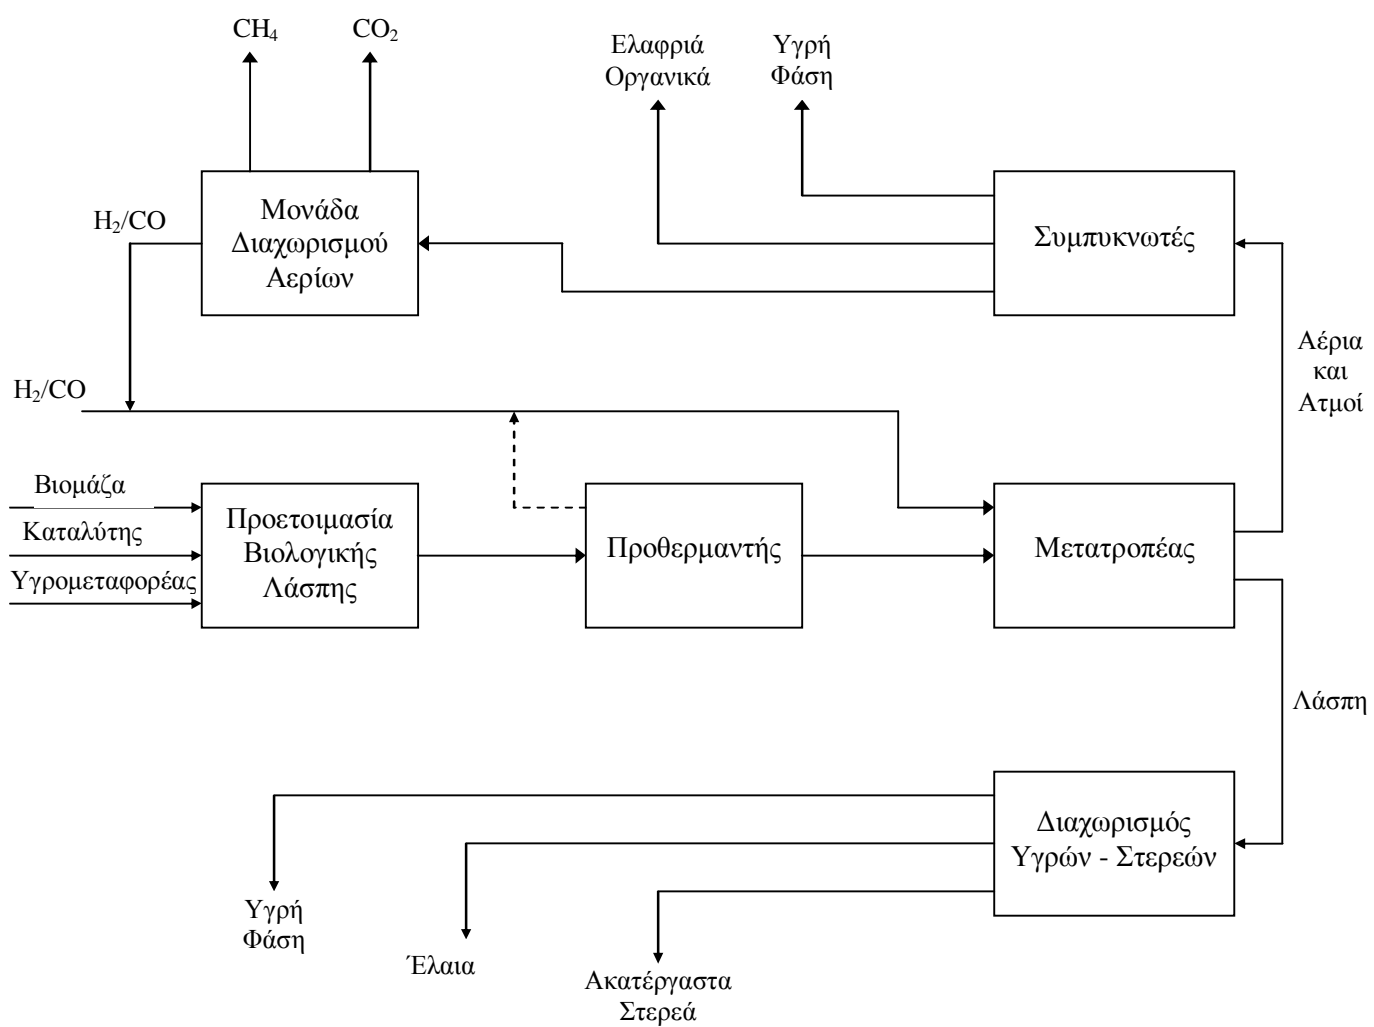 CH₄
CO₂
Ελαφριά
Οργανικά
Υγρή
Φάση
Μονάδα
Διαχωρισμού
Αερίων
H₂/CO
Συμπυκνωτές
Αέρια
και
Ατμοί
H₂/CO
Βιομάζα
Καταλύτης
Υγρομεταφορέας
Προετοιμασία
Βιολογικής
Λάσπης
Προθερμαντής
Μετατροπέας
Λάσπη
Διαχωρισμός
Υγρών - Στερεών
Υγρή
Φάση
Έλαια
Ακατέργαστα
Στερεά